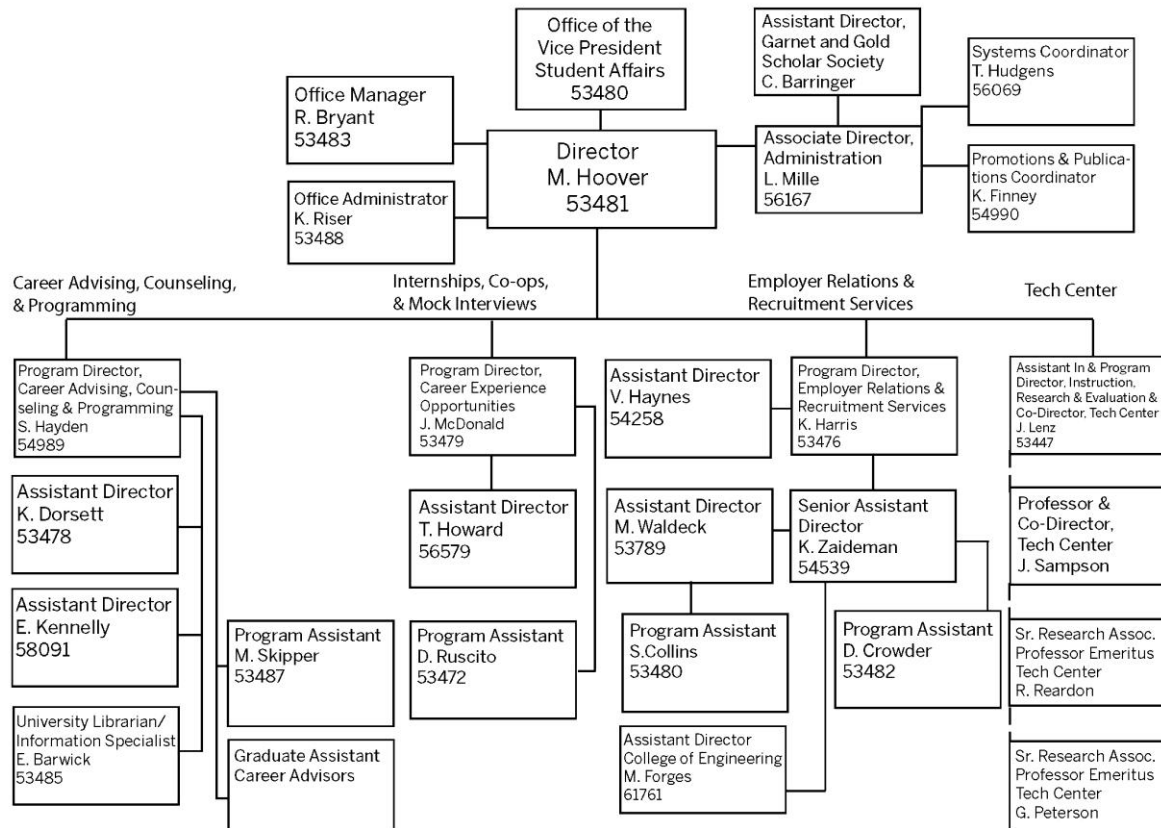 Office of the
Vice President
Student Affairs
53480
Assistant Director,
Garnet and Gold
Scholar Society
C. Barringer
Systems Coordinator
T. Hudgens
56069
Office Manager
R. Bryant
53483
Director
M. Hoover
53481
Associate Director,
Administration
L. Mille
56167
Promotions & Publica-
tions Coordinator
K. Finney
54990
Office Administrator
K. Riser
53488
Career Advising, Counseling,
& Programming
Internships, Co-ops,
& Mock Interviews
Employer Relations &
Recruitment Services
Tech Center
Program Director,
Career Advising, Coun-
seling & Programming
S. Hayden
54989
Program Director,
Career Experience
Opportunities
J. McDonald
53479
Assistant Director
V. Haynes
54258
Program Director,
Employer Relations &
Recruitment Services
K. Harris
53476
Assistant In & Program
Director, Instruction,
Research & Evaluation &
Co-Director, Tech Center
J. Lenz
53447
Assistant Director
K. Dorsett
53478
Assistant Director
T. Howard
56579
Assistant Director
M. Waldeck
53789
Senior Assistant
Director
K. Zaideman
54539
Professor &
Co-Director,
Tech Center
J. Sampson
Assistant Director
E. Kennelly
58091
Program Assistant
M. Skipper
53487
Program Assistant
D. Ruscito
53472
Program Assistant
S.Collins
53480
Program Assistant
D. Crowder
53482
Sr. Research Assoc.
Professor Emeritus
Tech Center
R. Reardon
University Librarian/
Information Specialist
E. Barwick
53485
Graduate Assistant
Career Advisors
Assistant Director
College of Engineering
M. Forges
61761
Sr. Research Assoc.
Professor Emeritus
Tech Center
G. Peterson